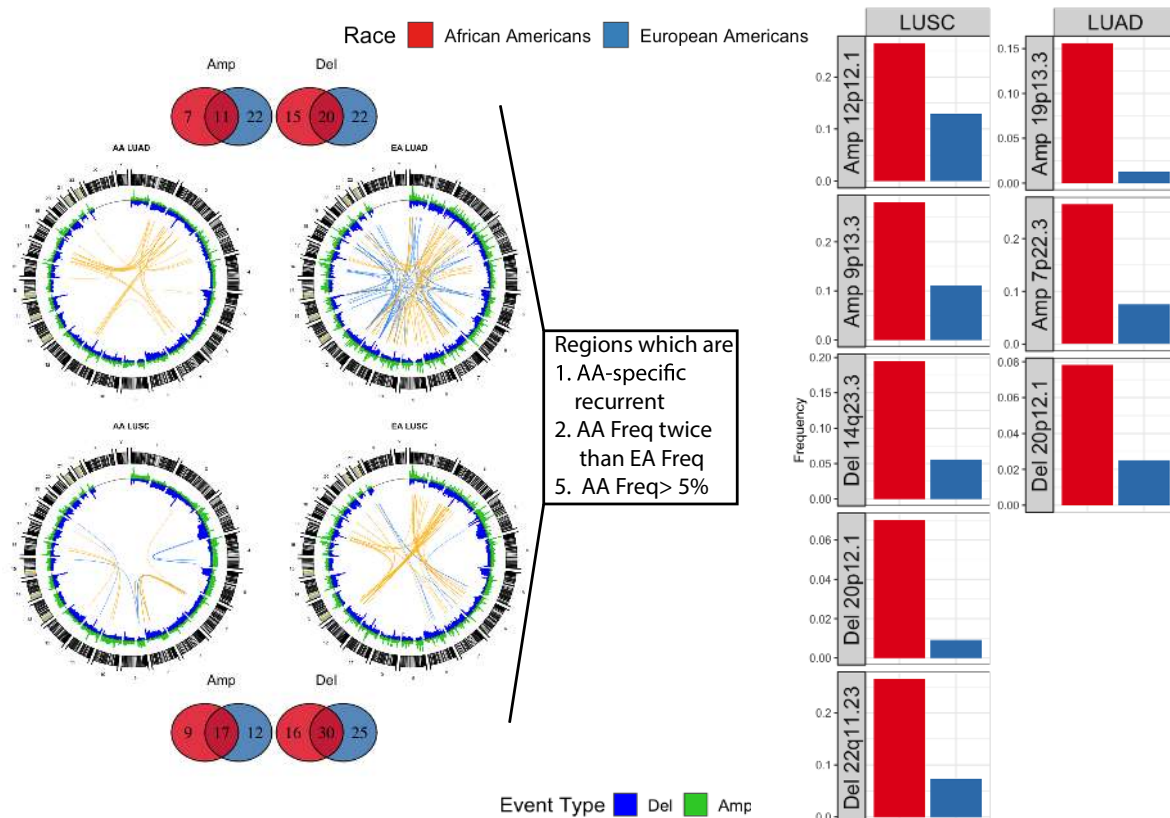 Race African Americans European Americans
Amp Del
7 11 22 15 20 22
AA LUAD EA LUAD
AA LUSC EA LUSC
Amp Del
9 17 12 16 30 25
Regions which are
1. AA-specific
recurrent
2. AA Freq twice
than EA Freq
5. AA Freq> 5%
Event Type Del Amp
LUSC LUAD
Frequency
Amp 12p12.1
0.2
0.1
0.0
Amp 9p13.3
0.2
0.1
0.0
Del 14q23.3
0.20
0.15
0.10
0.05
0.00
Del 20p12.1
0.06
0.04
0.02
0.00
Del 22q11.23
0.2
0.1
0.0
Amp 19p13.3
0.15
0.10
0.05
0.00
Amp 7p22.3
0.2
0.1
0.0
Del 20p12.1
0.08
0.06
0.04
0.02
0.00